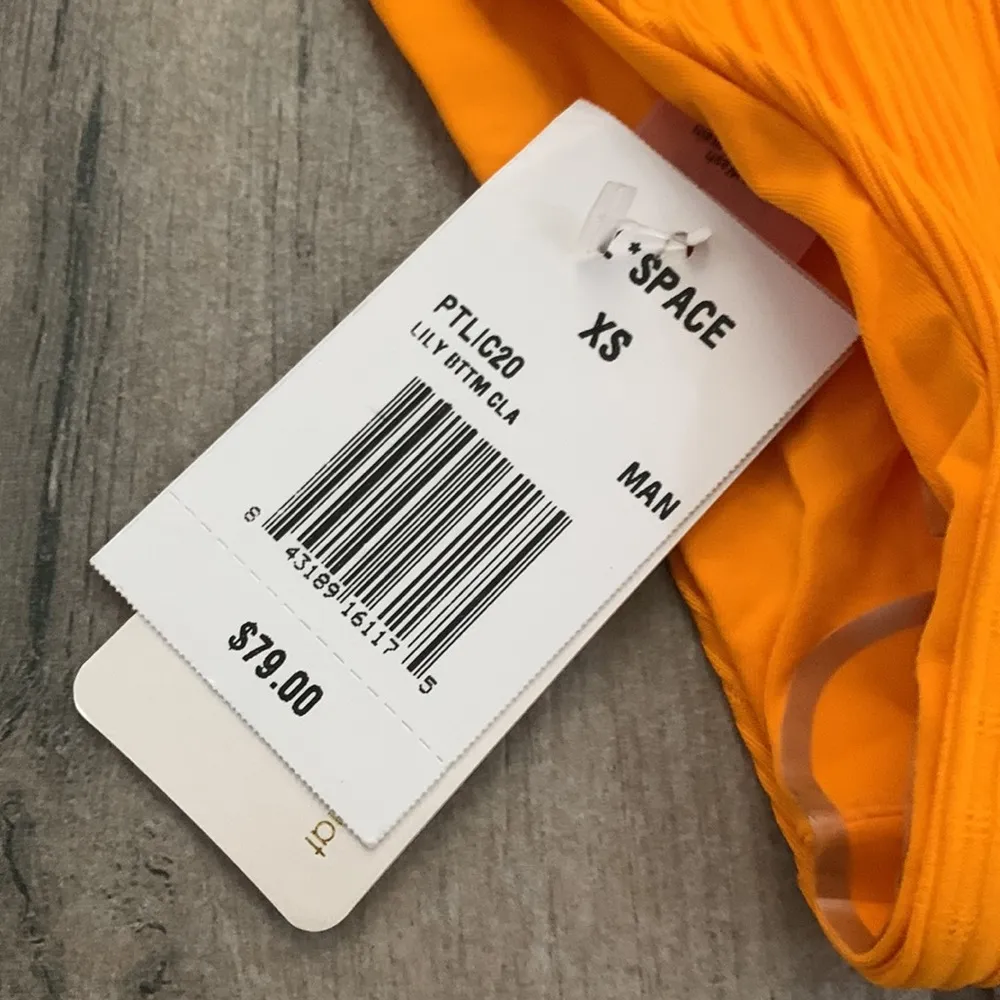 *SPACE
XS
PTLIC20
LILY BTTM CLA
MAN
8 43189 16117 5
$79.00